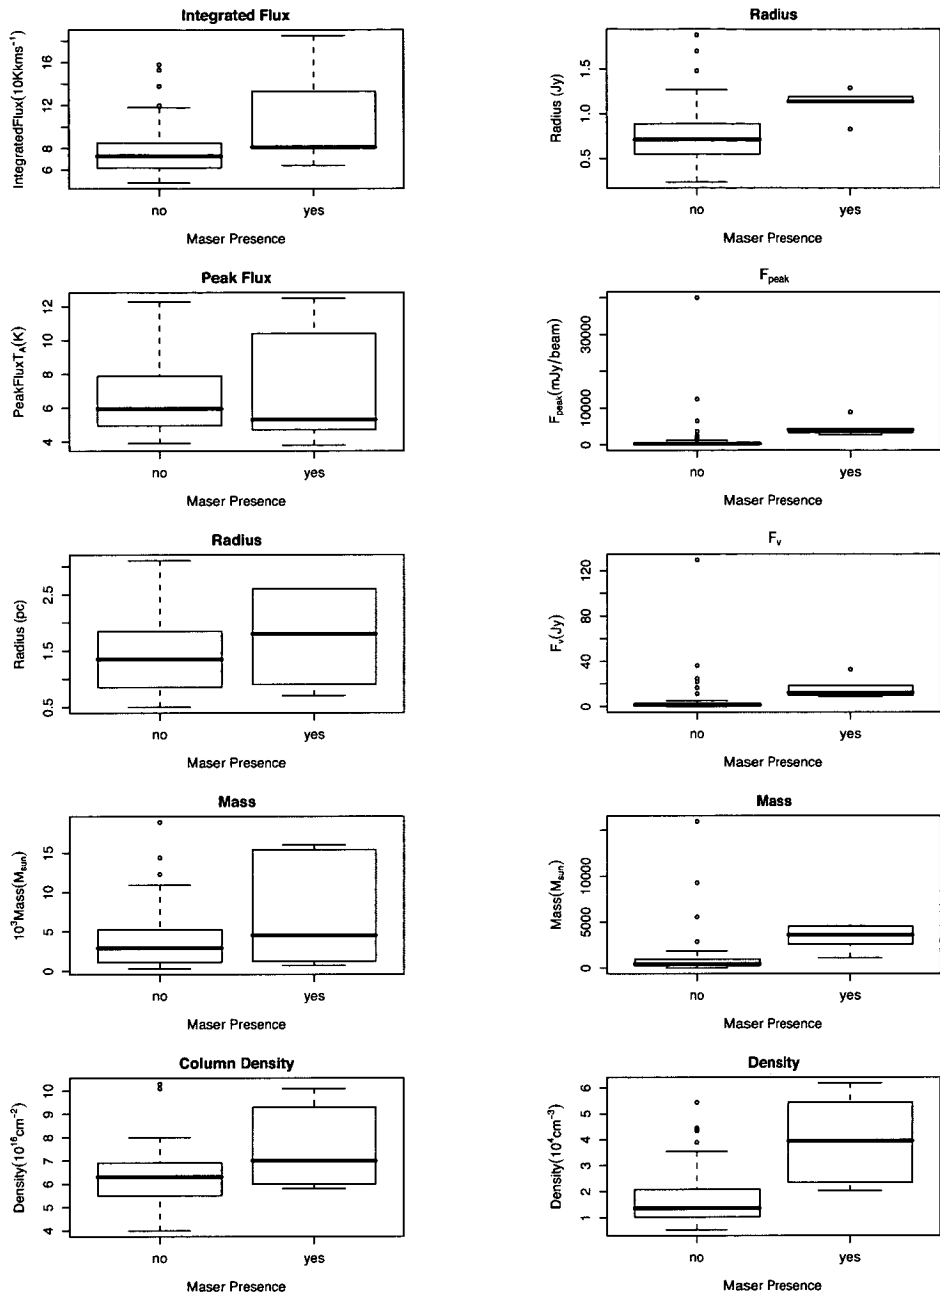 Integrated Flux
IntegratedFlux(10Kkms⁻¹)
16
12
8
6
no
yes
Maser Presence
Radius
Radius (Jy)
1.5
1.0
0.5
no
yes
Maser Presence
Peak Flux
PeakFluxT_A(K)
12
10
8
6
4
no
yes
Maser Presence
F_peak
F_peak(mJy/beam)
30000
10000
0
no
yes
Maser Presence
Radius
Radius (pc)
2.5
1.5
0.5
no
yes
Maser Presence
F_v
F_v(Jy)
120
80
40
0
no
yes
Maser Presence
Mass
10³Mass(M_sun)
15
10
5
0
no
yes
Maser Presence
Mass
Mass(M_sun)
10000
5000
0
no
yes
Maser Presence
Column Density
Density(10¹⁶cm⁻²)
10
9
8
7
6
5
4
no
yes
Maser Presence
Density
Density(10⁴cm⁻³)
6
5
4
3
2
1
no
yes
Maser Presence